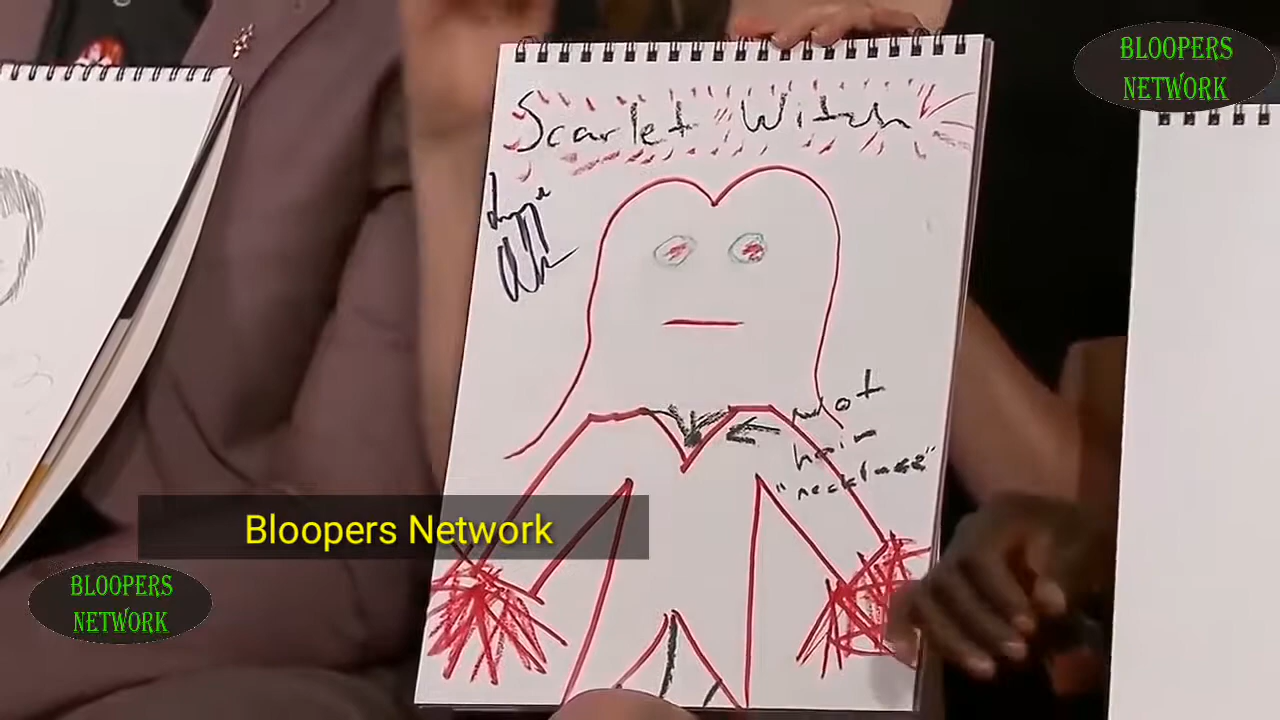 BLOOPERS
NETWORK
Scarlet Witch
not
hair
"necklace"
Bloopers Network
BLOOPERS
NETWORK